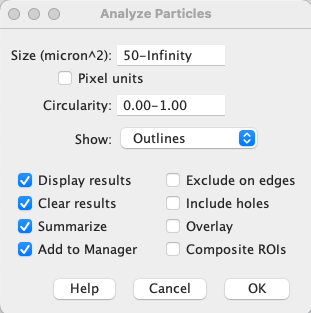 Analyze Particles
Size (micron^2): 50-Infinity
Pixel units
Circularity: 0.00-1.00
Show: Outlines
Display results Exclude on edges
Clear results Include holes
Summarize Overlay
Add to Manager Composite ROIs
Help Cancel OK